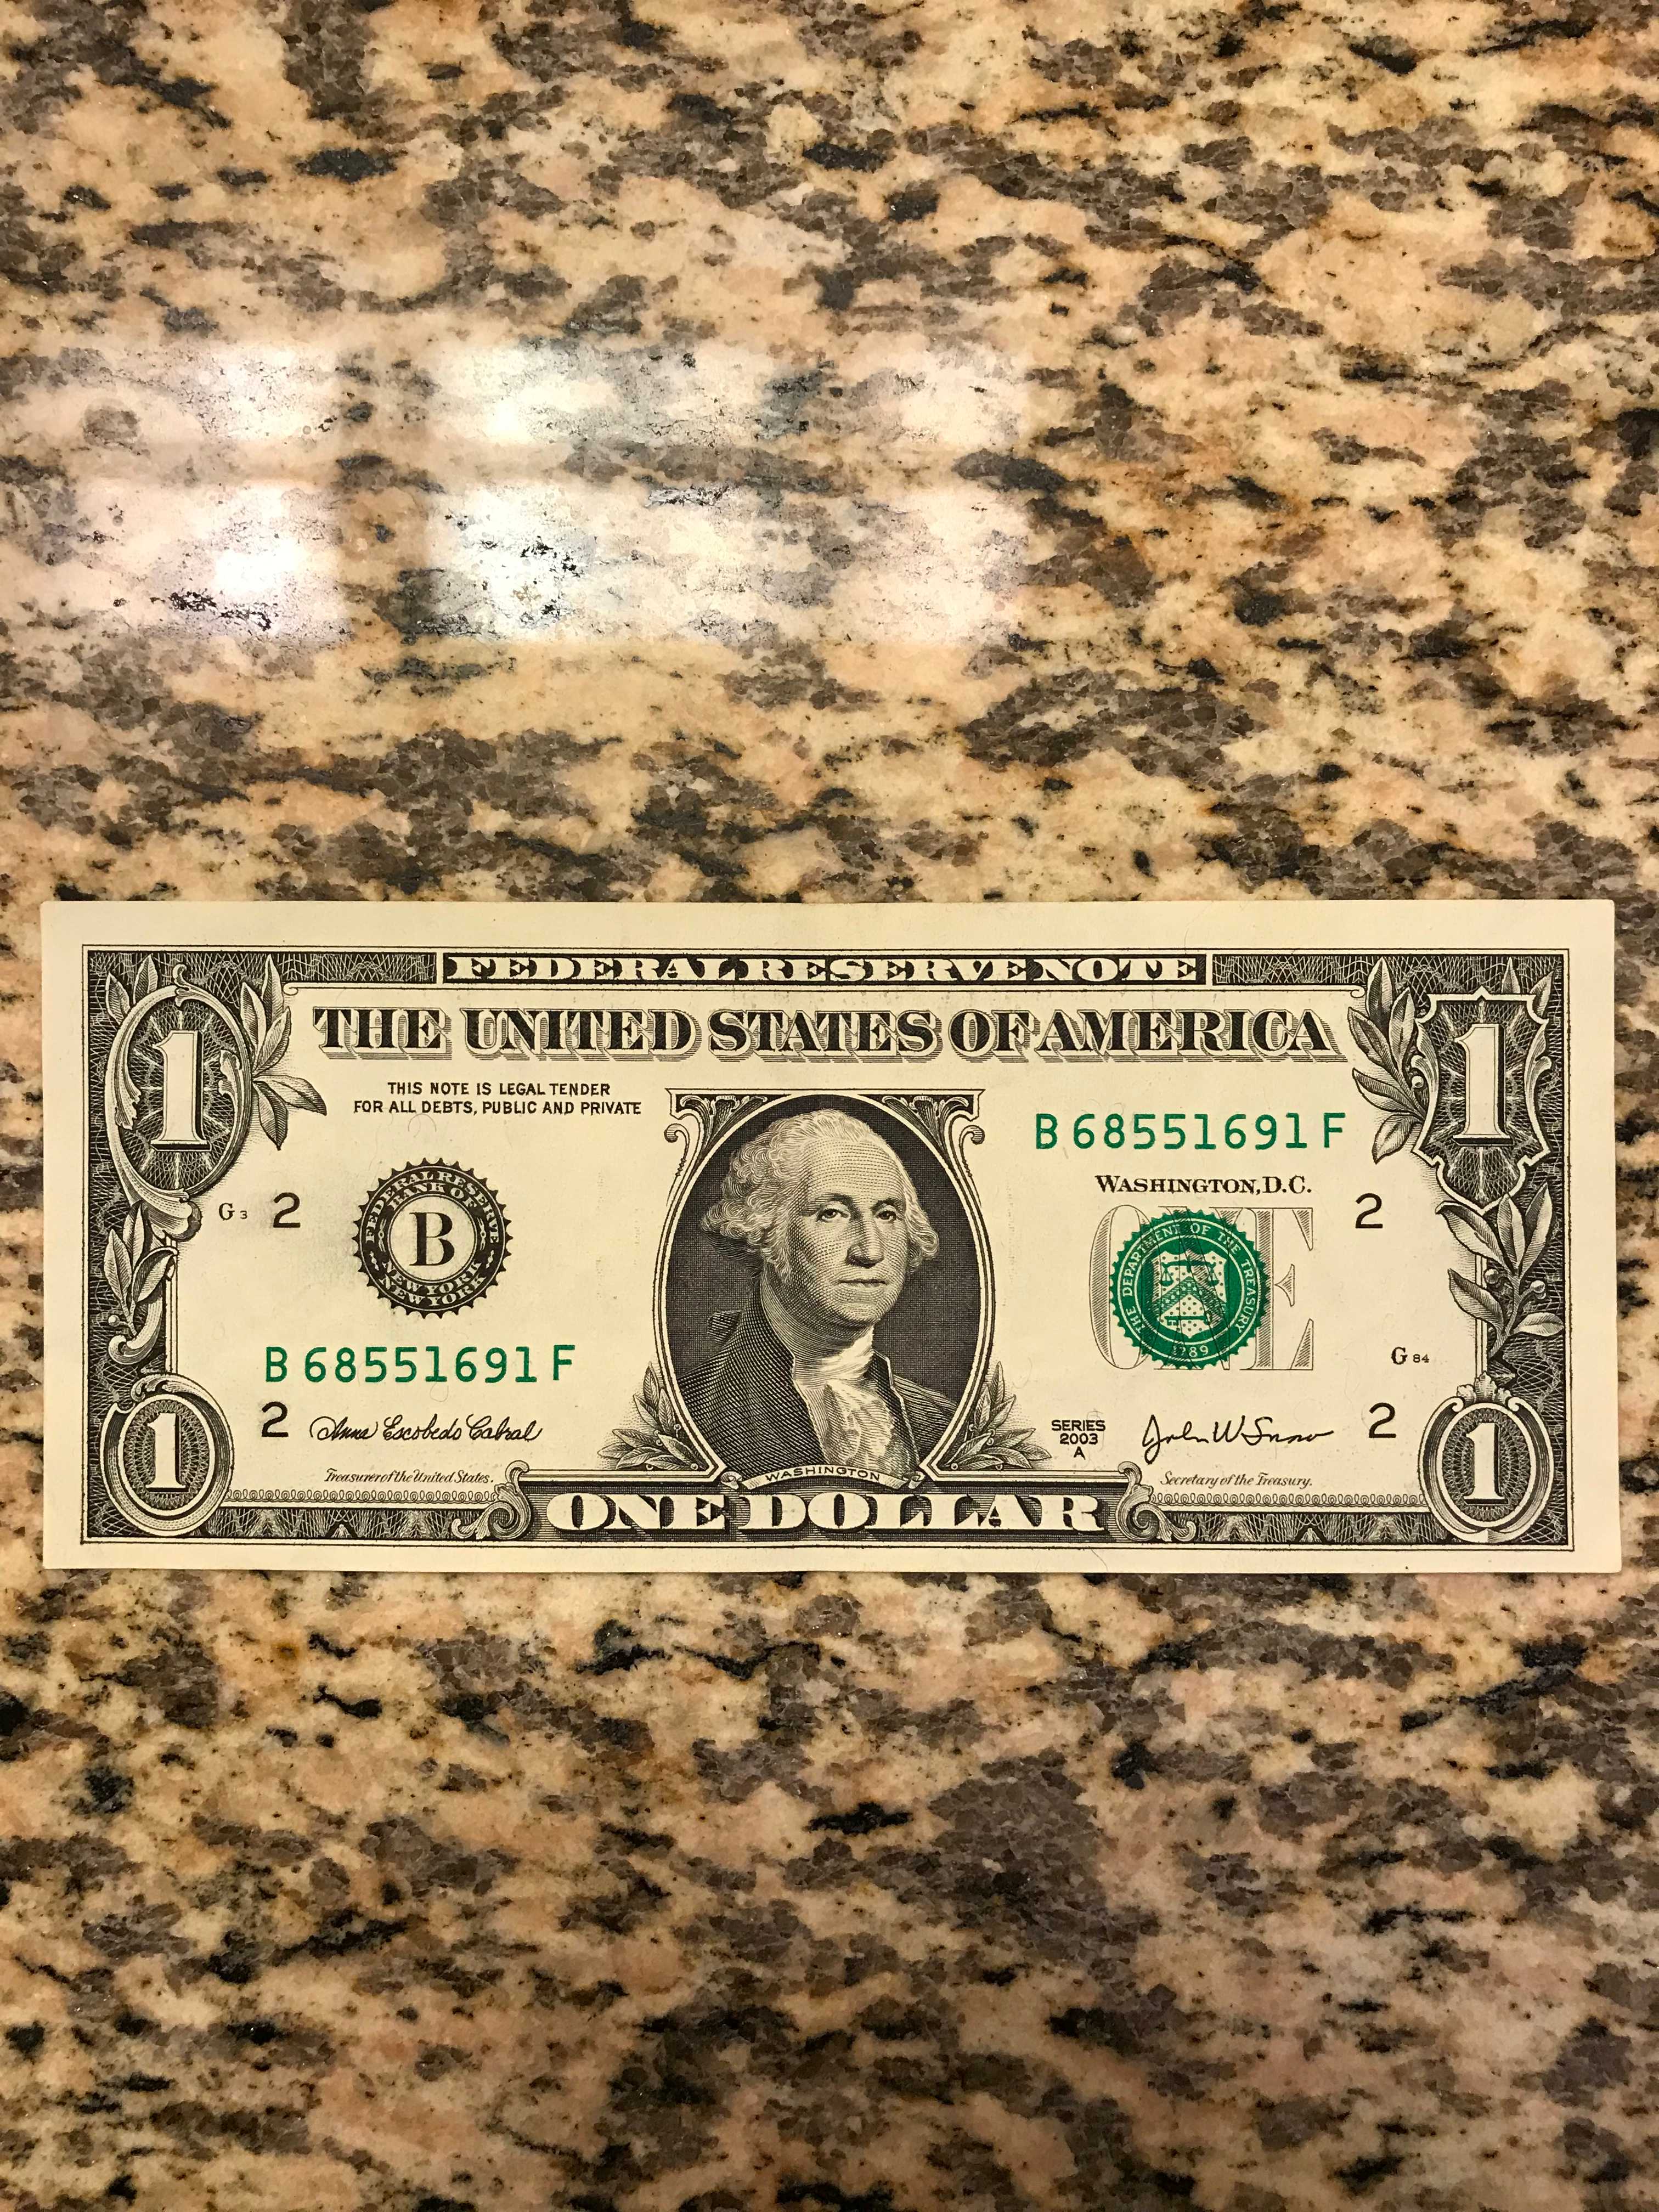 FEDERAL RESERVE NOTE
THE UNITED STATES OF AMERICA
1
1
THIS NOTE IS LEGAL TENDER
FOR ALL DEBTS, PUBLIC AND PRIVATE
B 68551691 F
WASHINGTON, D.C.
G 3
2
FEDERAL RESERVE
BANK OF
B
NEW YORK
NEW YORK
ONE
THE DEPARTMENT OF THE TREASURY
1789
2
B 68551691 F
G 84
2
Anna Escobedo Cabral
Treasurer of the United States.
SERIES
2003
A
John W Snow
Secretary of the Treasury.
2
1
WASHINGTON
ONE DOLLAR
1